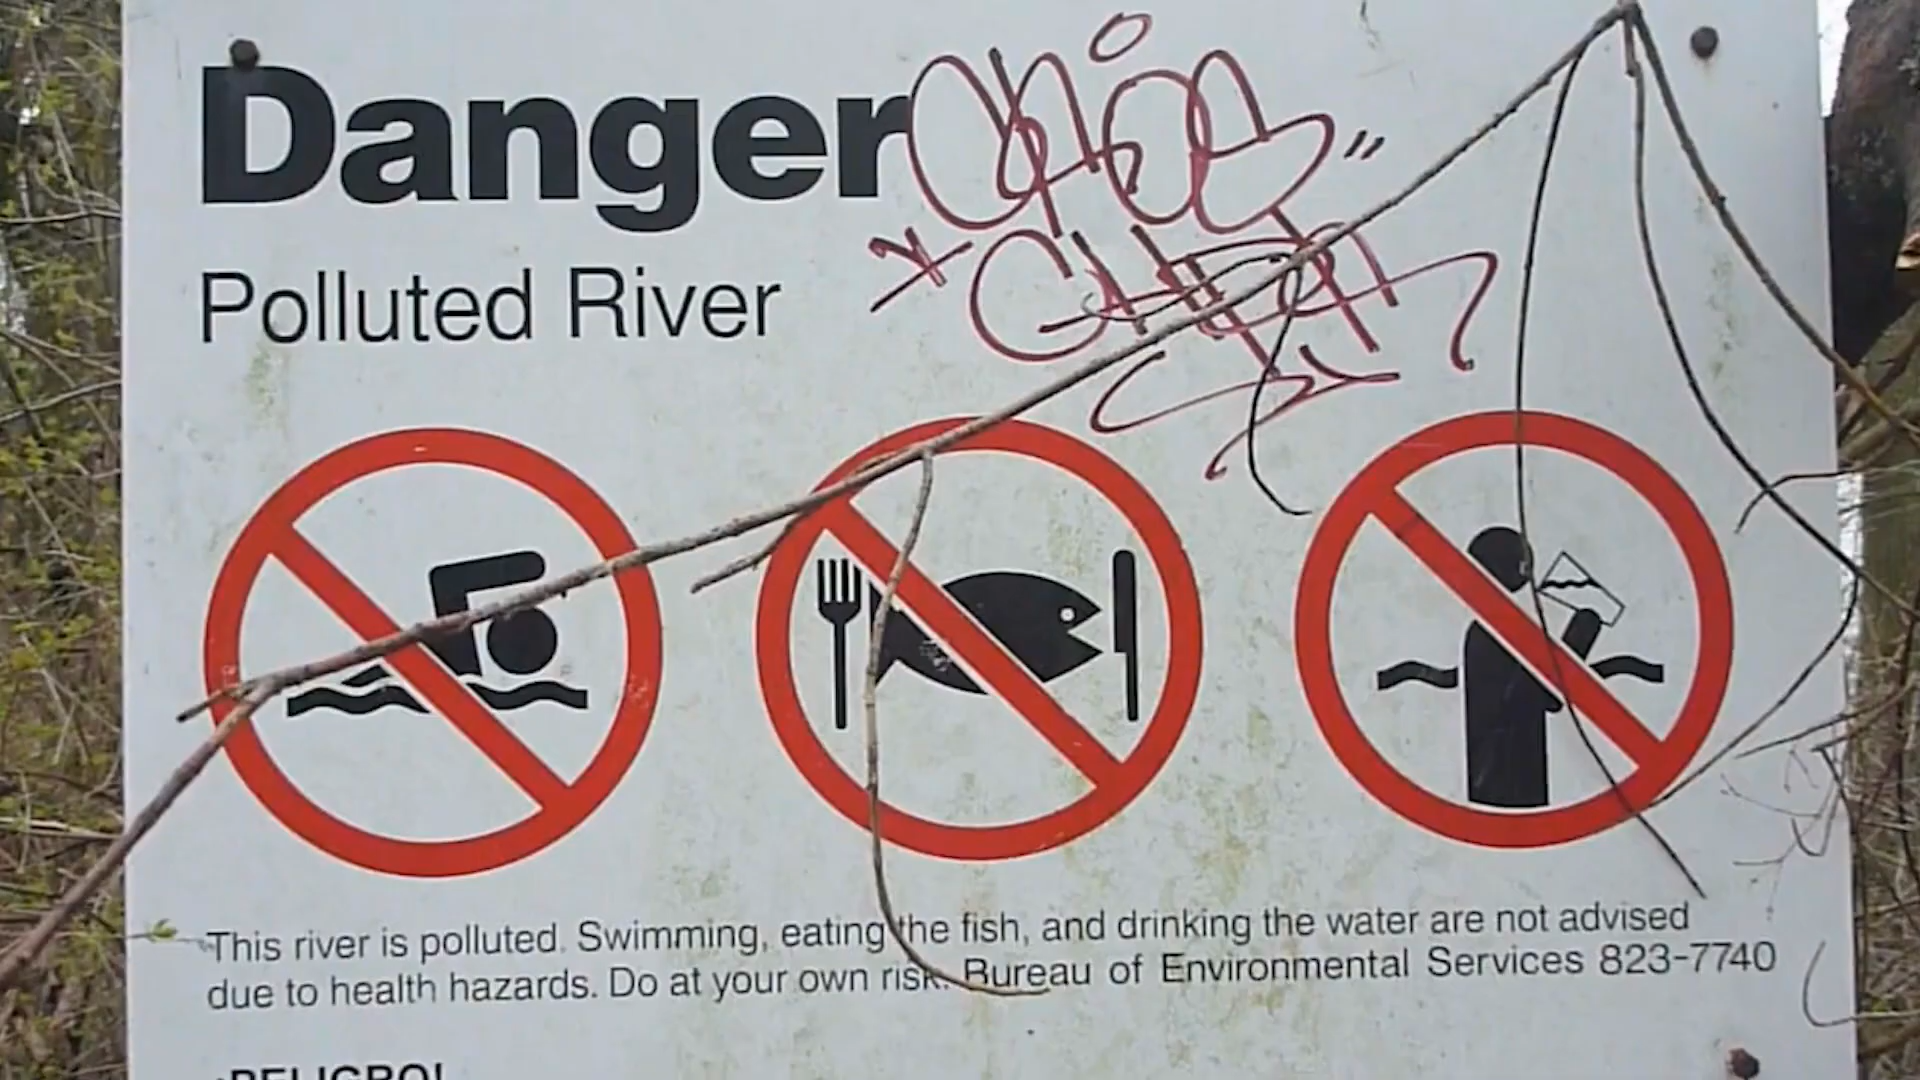 Danger
Polluted River
This river is polluted. Swimming, eating the fish, and drinking the water are not advised
due to health hazards. Do at your own risk. Bureau of Environmental Services 823-7740
¡PELIGRO!